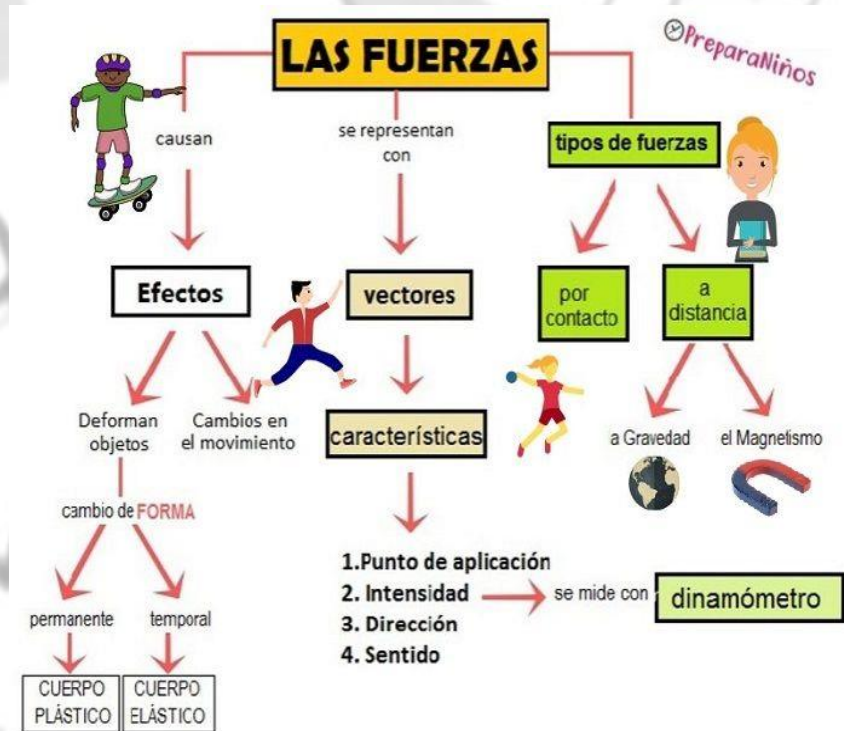 LAS FUERZAS
PreparaNiños
causan
se representan
con
tipos de fuerzas
Efectos
vectores
por
contacto
a
distancia
Deforman
objetos
Cambios en
el movimiento
características
a Gravedad
el Magnetismo
cambio de FORMA
1.Punto de aplicación
2. Intensidad
3. Dirección
4. Sentido
se mide con
dinamómetro
permanente
temporal
CUERPO
PLÁSTICO
CUERPO
ELÁSTICO